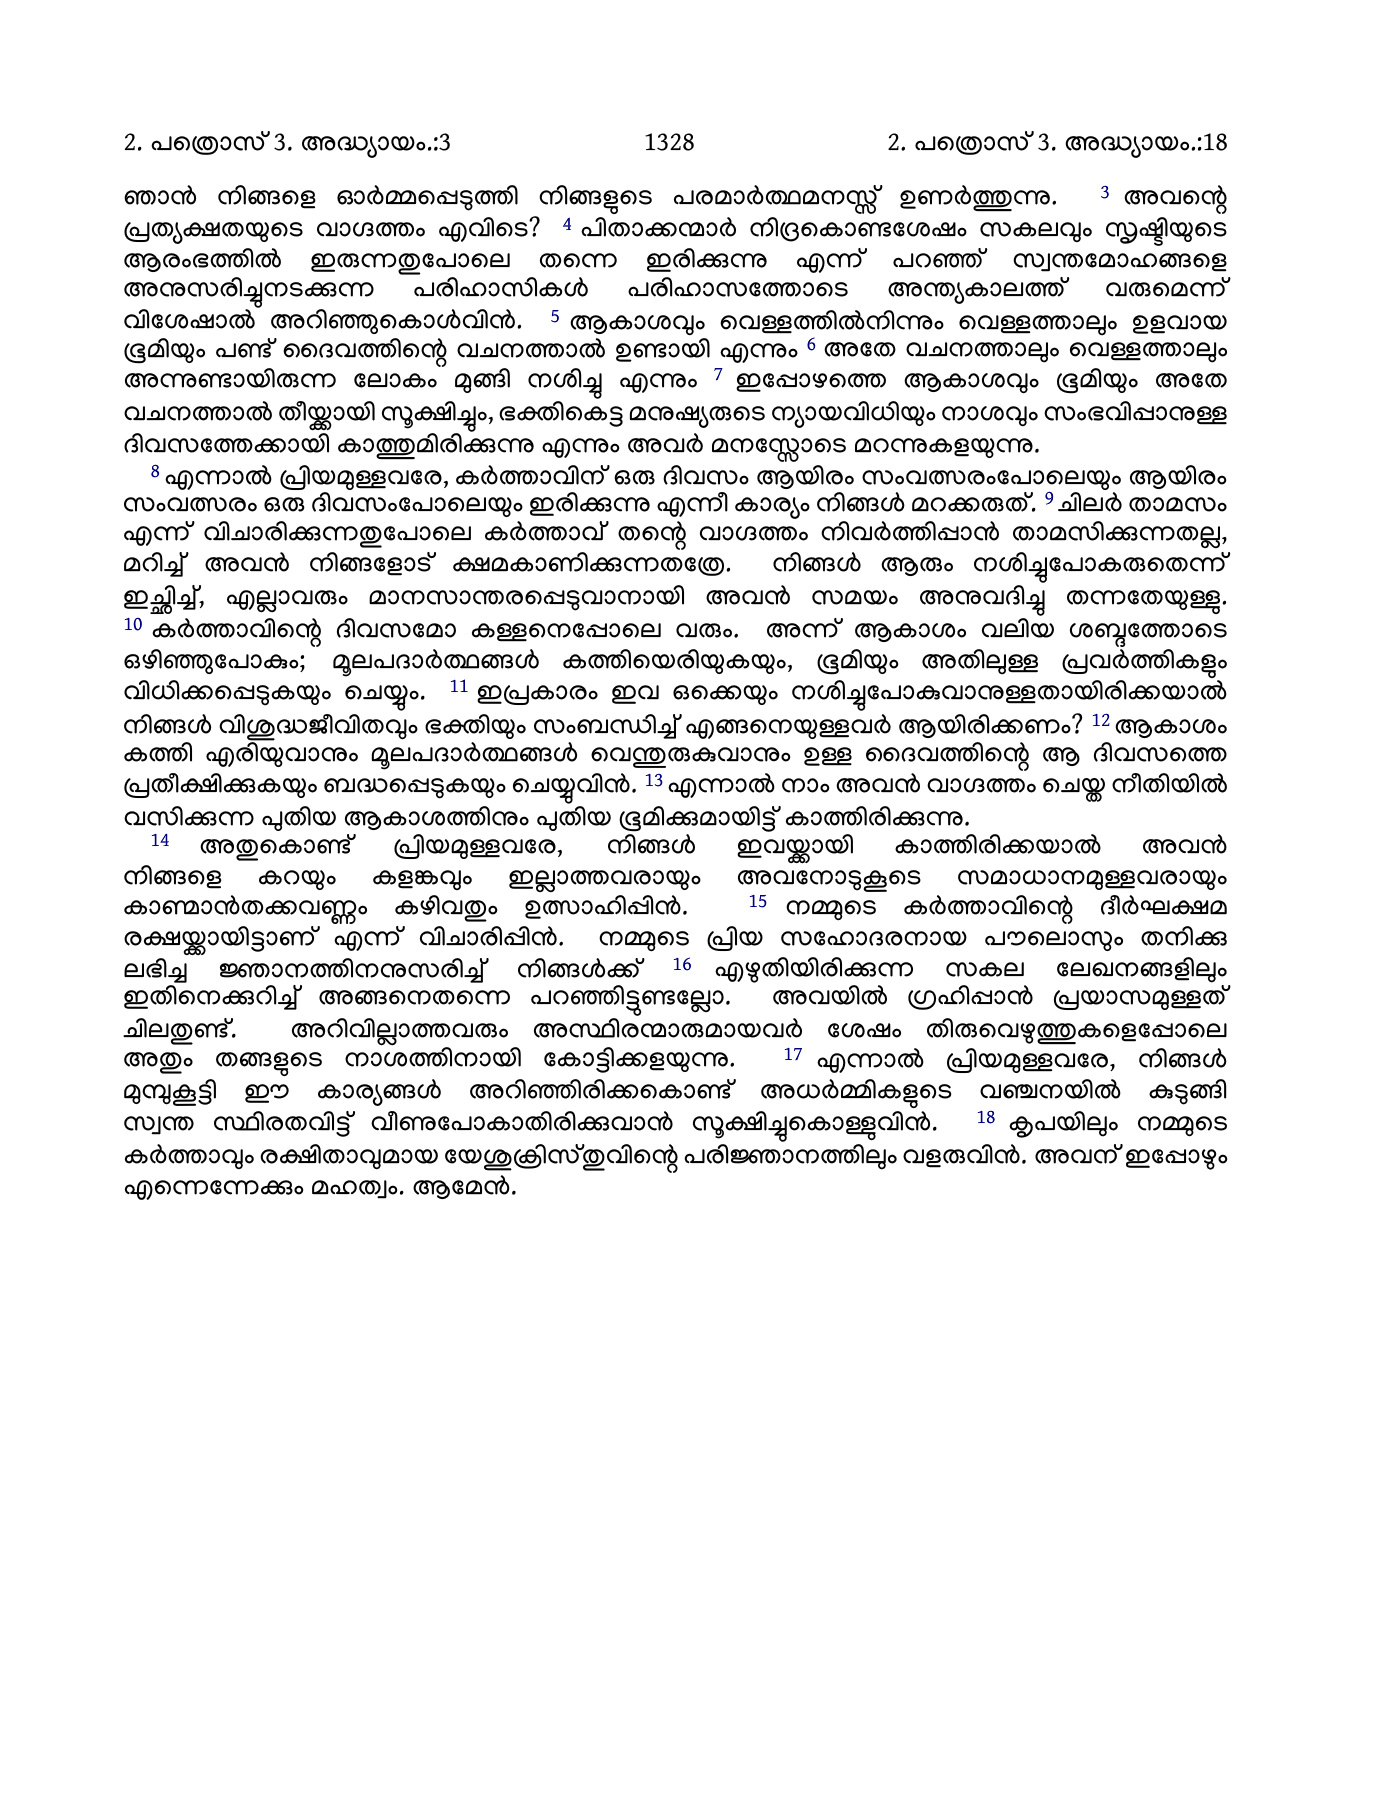 2. പത്രൊസ് 3. അദ്ധ്യായം.:3 1328 2. പത്രൊസ് 3. അദ്ധ്യായം.:18
ഞാൻ നിങ്ങളെ ഓർമ്മപ്പെടുത്തി നിങ്ങളുടെ പരമാർത്ഥമനസ്സ് ഉണർത്തുന്നു. 3 അവന്റെ
പ്രത്യക്ഷതയുടെ വാഗ്ദത്തം എവിടെ? 4 പിതാക്കന്മാർ നിദ്രകൊണ്ടശേഷം സകലവും സൃഷ്ടിയുടെ
ആരംഭത്തിൽ ഇരുന്നതുപോലെ തന്നെ ഇരിക്കുന്നു എന്ന് പറഞ്ഞ് സ്വന്തമോഹങ്ങളെ
അനുസരിച്ചുനടക്കുന്ന പരിഹാസികൾ പരിഹാസത്തോടെ അന്ത്യകാലത്ത് വരുമെന്ന്
വിശേഷാൽ അറിഞ്ഞുകൊൾവിൻ. 5 ആകാശവും വെള്ളത്തിൽനിന്നും വെള്ളത്താലും ഉളവായ
ഭൂമിയും പണ്ട് ദൈവത്തിന്റെ വചനത്താൽ ഉണ്ടായി എന്നും 6 അതേ വചനത്താലും വെള്ളത്താലും
അന്നുണ്ടായിരുന്ന ലോകം മുങ്ങി നശിച്ചു എന്നും 7 ഇപ്പോഴത്തെ ആകാശവും ഭൂമിയും അതേ
വചനത്താൽ തീയ്ക്കായി സൂക്ഷിച്ചും, ഭക്തികെട്ട മനുഷ്യരുടെ ന്യായവിധിയും നാശവും സംഭവിപ്പാനുള്ള
ദിവസത്തേക്കായി കാത്തുമിരിക്കുന്നു എന്നും അവർ മനസ്സോടെ മറന്നുകളയുന്നു.
8 എന്നാൽ പ്രിയമുള്ളവരേ, കർത്താവിന് ഒരു ദിവസം ആയിരം സംവത്സരംപോലെയും ആയിരം
സംവത്സരം ഒരു ദിവസംപോലെയും ഇരിക്കുന്നു എന്നീ കാര്യം നിങ്ങൾ മറക്കരുത്. 9 ചിലർ താമസം
എന്ന് വിചാരിക്കുന്നതുപോലെ കർത്താവ് തന്റെ വാഗ്ദത്തം നിവർത്തിപ്പാൻ താമസിക്കുന്നതല്ല,
മറിച്ച് അവൻ നിങ്ങളോട് ക്ഷമകാണിക്കുന്നതത്രേ. നിങ്ങൾ ആരും നശിച്ചുപോകരുതെന്ന്
ഇച്ഛിച്ച്, എല്ലാവരും മാനസാന്തരപ്പെടുവാനായി അവൻ സമയം അനുവദിച്ചു തന്നതേയുള്ളു.
10 കർത്താവിന്റെ ദിവസമോ കള്ളനെപ്പോലെ വരും. അന്ന് ആകാശം വലിയ ശബ്ദത്തോടെ
ഒഴിഞ്ഞുപോകും; മൂലപദാർത്ഥങ്ങൾ കത്തിയെരിയുകയും, ഭൂമിയും അതിലുള്ള പ്രവർത്തികളും
വിധിക്കപ്പെടുകയും ചെയ്യും. 11 ഇപ്രകാരം ഇവ ഒക്കെയും നശിച്ചുപോകുവാനുള്ളതായിരിക്കയാൽ
നിങ്ങൾ വിശുദ്ധജീവിതവും ഭക്തിയും സംബന്ധിച്ച് എങ്ങനെയുള്ളവർ ആയിരിക്കണം? 12 ആകാശം
കത്തി എരിയുവാനും മൂലപദാർത്ഥങ്ങൾ വെന്തുരുകുവാനും ഉള്ള ദൈവത്തിന്റെ ആ ദിവസത്തെ
പ്രതീക്ഷിക്കുകയും ബദ്ധപ്പെടുകയും ചെയ്യുവിൻ. 13 എന്നാൽ നാം അവൻ വാഗ്ദത്തം ചെയ്ത നീതിയിൽ
വസിക്കുന്ന പുതിയ ആകാശത്തിനും പുതിയ ഭൂമിക്കുമായിട്ട് കാത്തിരിക്കുന്നു.
14 അതുകൊണ്ട് പ്രിയമുള്ളവരേ, നിങ്ങൾ ഇവയ്ക്കായി കാത്തിരിക്കയാൽ അവൻ
നിങ്ങളെ കറയും കളങ്കവും ഇല്ലാത്തവരായും അവനോടുകൂടെ സമാധാനമുള്ളവരായും
കാണ്മാൻതക്കവണ്ണം കഴിവതും ഉത്സാഹിപ്പിൻ. 15 നമ്മുടെ കർത്താവിന്റെ ദീർഘക്ഷമ
രക്ഷയ്ക്കായിട്ടാണ് എന്ന് വിചാരിപ്പിൻ. നമ്മുടെ പ്രിയ സഹോദരനായ പൗലൊസും തനിക്കു
ലഭിച്ച ജ്ഞാനത്തിനനുസരിച്ച് നിങ്ങൾക്ക് 16 എഴുതിയിരിക്കുന്ന സകല ലേഖനങ്ങളിലും
ഇതിനെക്കുറിച്ച് അങ്ങനെതന്നെ പറഞ്ഞിട്ടുണ്ടല്ലോ. അവയിൽ ഗ്രഹിപ്പാൻ പ്രയാസമുള്ളത്
ചിലതുണ്ട്. അറിവില്ലാത്തവരും അസ്ഥിരന്മാരുമായവർ ശേഷം തിരുവെഴുത്തുകളെപ്പോലെ
അതും തങ്ങളുടെ നാശത്തിനായി കോട്ടിക്കളയുന്നു. 17 എന്നാൽ പ്രിയമുള്ളവരേ, നിങ്ങൾ
മുമ്പുകൂട്ടി ഈ കാര്യങ്ങൾ അറിഞ്ഞിരിക്കകൊണ്ട് അധർമ്മികളുടെ വഞ്ചനയിൽ കുടുങ്ങി
സ്വന്ത സ്ഥിരതവിട്ട് വീണുപോകാതിരിക്കുവാൻ സൂക്ഷിച്ചുകൊള്ളുവിൻ. 18 കൃപയിലും നമ്മുടെ
കർത്താവും രക്ഷിതാവുമായ യേശുക്രിസ്തുവിന്റെ പരിജ്ഞാനത്തിലും വളരുവിൻ. അവന് ഇപ്പോഴും
എന്നെന്നേക്കും മഹത്വം. ആമേൻ.